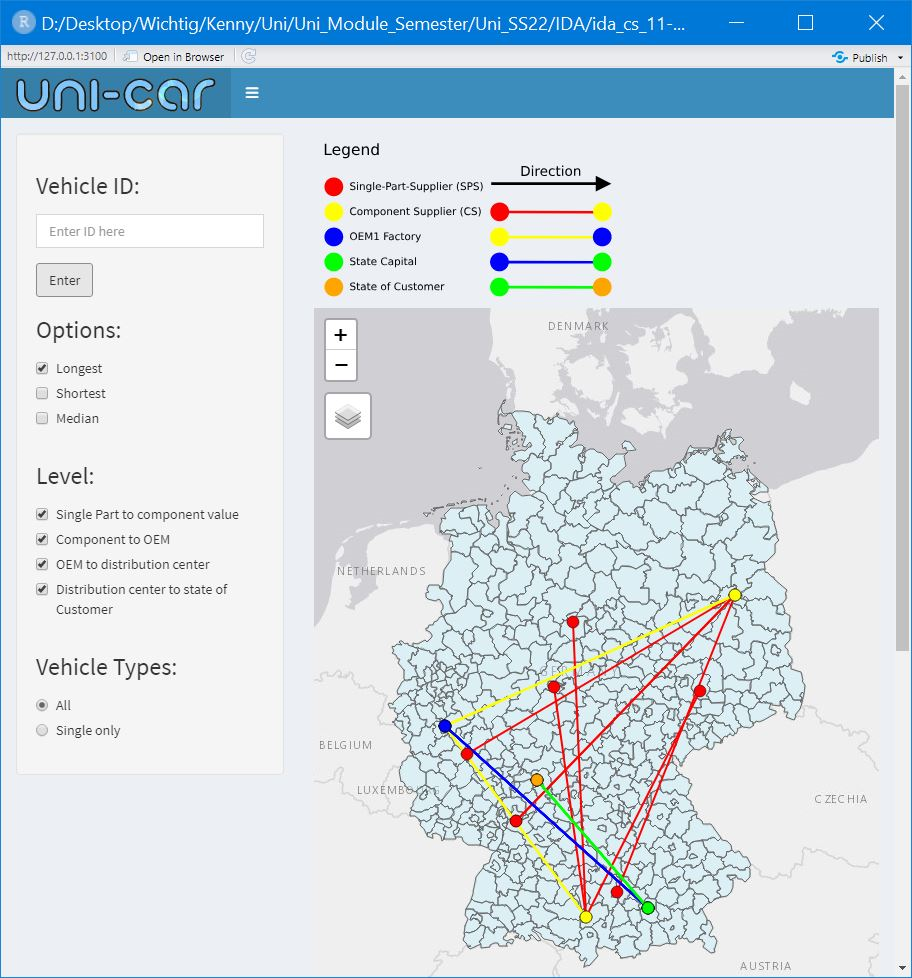 D:/Desktop/Wichtig/Kenny/Uni/Uni_Module_Semester/Uni_SS22/IDA/ida_cs_11-...
http://127.0.0.1:3100 Open in Browser Publish
uni-car
Vehicle ID:
Enter ID here
Enter
Options:
Longest
Shortest
Median
Level:
Single Part to component value
Component to OEM
OEM to distribution center
Distribution center to state of
Customer
Vehicle Types:
All
Single only
Legend
Direction
Single-Part-Supplier (SPS)
Component Supplier (CS)
OEM1 Factory
State Capital
State of Customer
+
−
DENMARK
NETHERLANDS
BELGIUM
LUXEMBOURG
CZECHIA
AUSTRIA